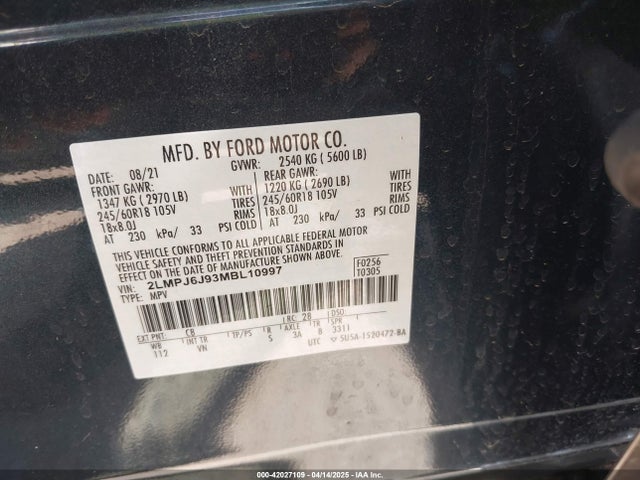 MFD. BY FORD MOTOR CO.
DATE: 08/21 GVWR: 2540 KG ( 5600 LB)
FRONT GAWR: REAR GAWR:
1347 KG ( 2970 LB) WITH 1220 KG ( 2690 LB) WITH
245/60R18 105V TIRES 245/60R18 105V TIRES
18x8.0J RIMS 18x8.0J RIMS
AT 230 kPa/ 33 PSI COLD AT 230 kPa/ 33 PSI COLD
THIS VEHICLE CONFORMS TO ALL APPLICABLE FEDERAL MOTOR
VEHICLE SAFETY AND THEFT PREVENTION STANDARDS IN
EFFECT ON THE DATE OF MANUFACTURE SHOWN ABOVE.
VIN: 2LMPJ6J93MBL10997 F0256
TYPE: MPV T0305
EXT PNT: CB RC: 2B DSO:
WB INT TR TP/PS R AXLE TR SPR
112 VN S 3A 8 3311
UTC 5U5A-1520472-BA
000-42027109 - 04/14/2025 - IAAI.COM